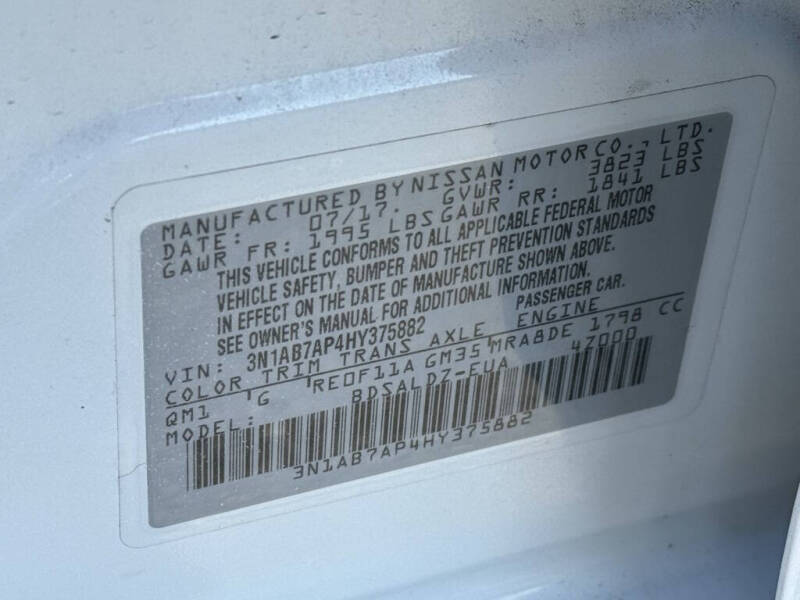 MANUFACTURED BY NISSAN MOTOR CO., LTD.
DATE: 07/17. GVWR: 3823 LBS
GAWR FR: 1995 LBS GAWR RR: 1841 LBS
THIS VEHICLE CONFORMS TO ALL APPLICABLE FEDERAL MOTOR
VEHICLE SAFETY, BUMPER AND THEFT PREVENTION STANDARDS
IN EFFECT ON THE DATE OF MANUFACTURE SHOWN ABOVE.
SEE OWNER'S MANUAL FOR ADDITIONAL INFORMATION.
VIN: 3N1AB7AP4HY375882 PASSENGER CAR.
COLOR TRIM TRANS AXLE ENGINE
QM1 'G 'RE0F11A GM35 'MRA8DE 1798 CC
MODEL: BDSALDZ-EUA 47000
3N1AB7AP4HY375882